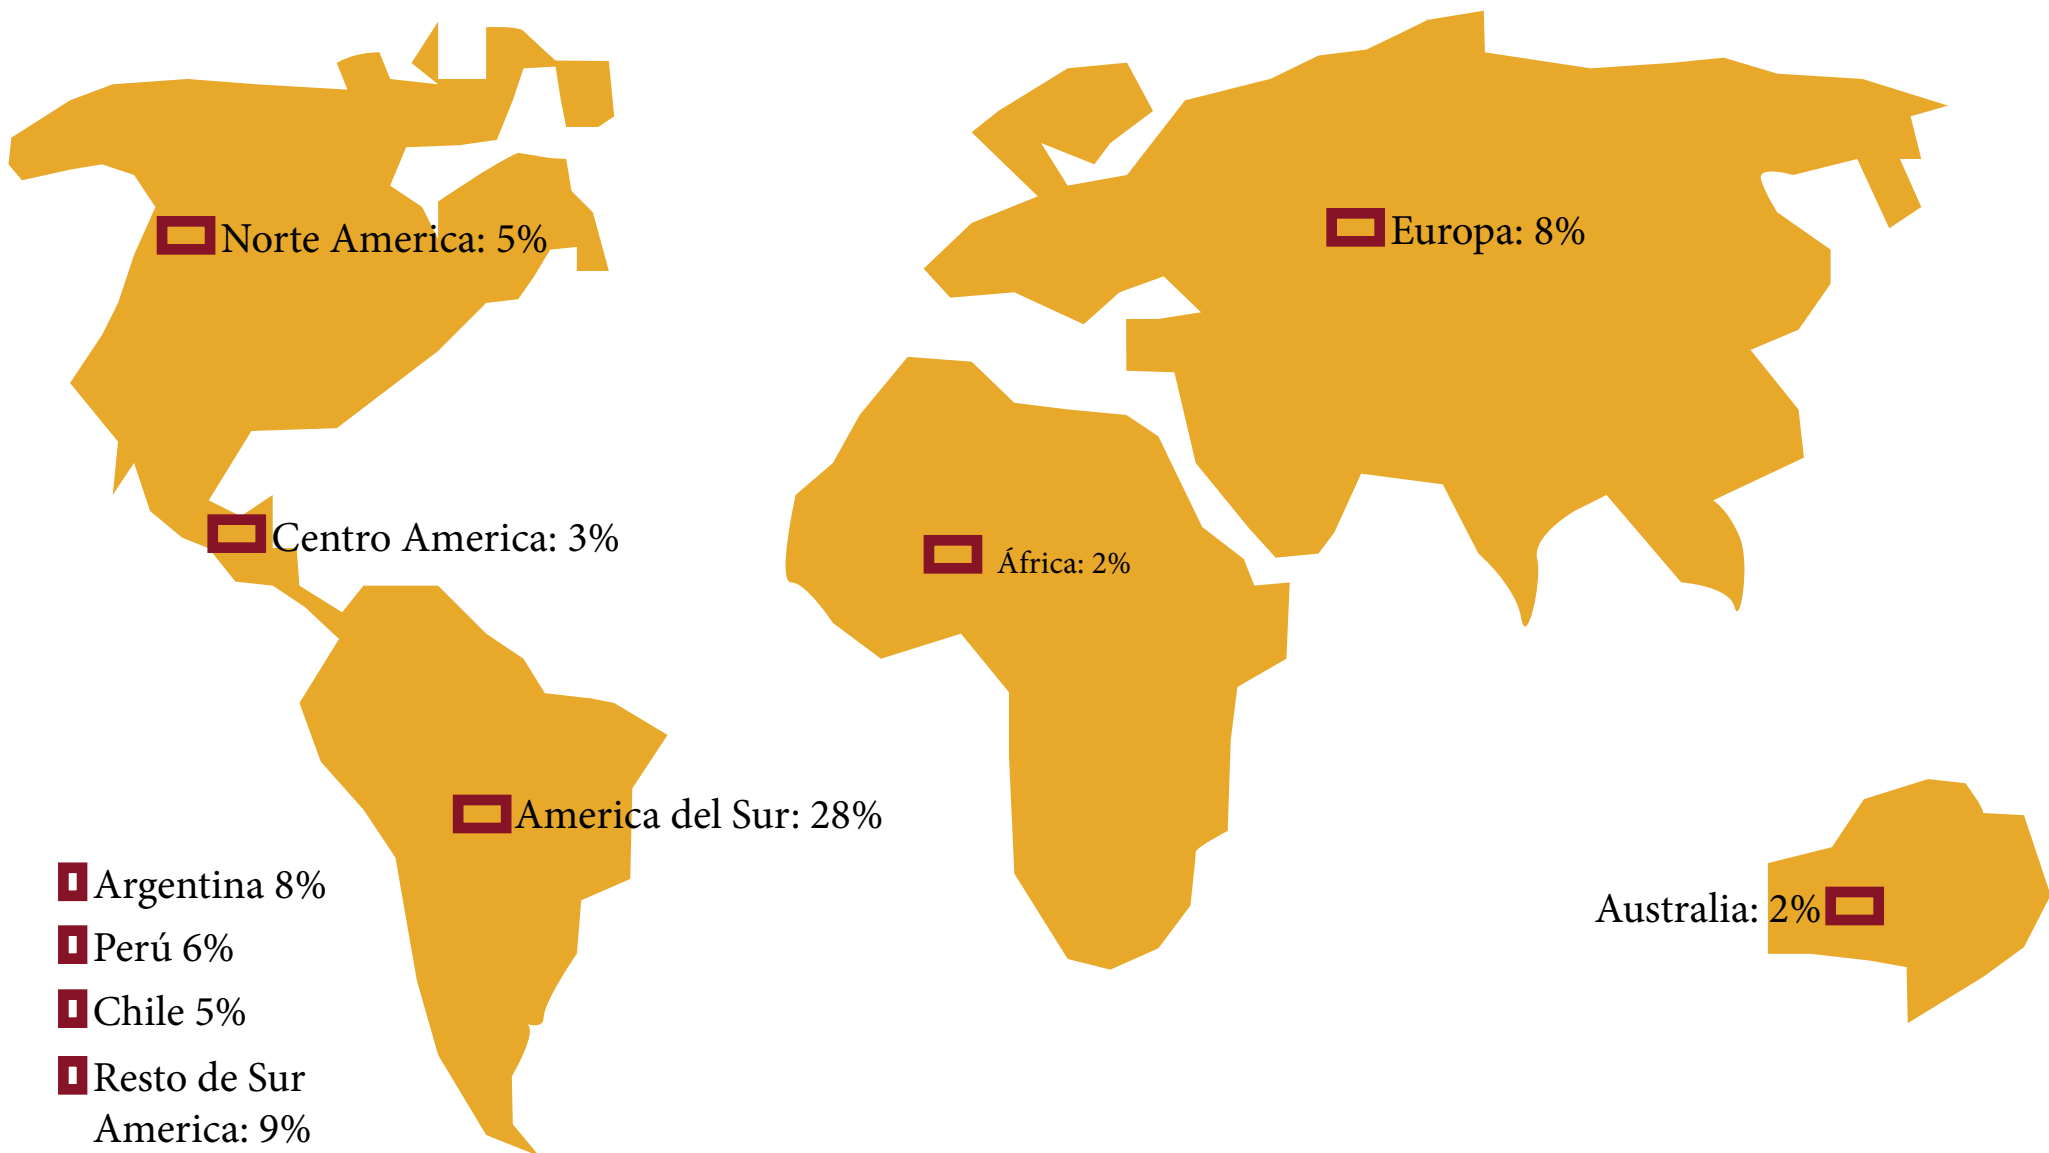 Norte America: 5%
Europa: 8%
Centro America: 3%
África: 2%
America del Sur: 28%
Argentina 8%
Perú 6%
Chile 5%
Resto de Sur
America: 9%
Australia: 2%